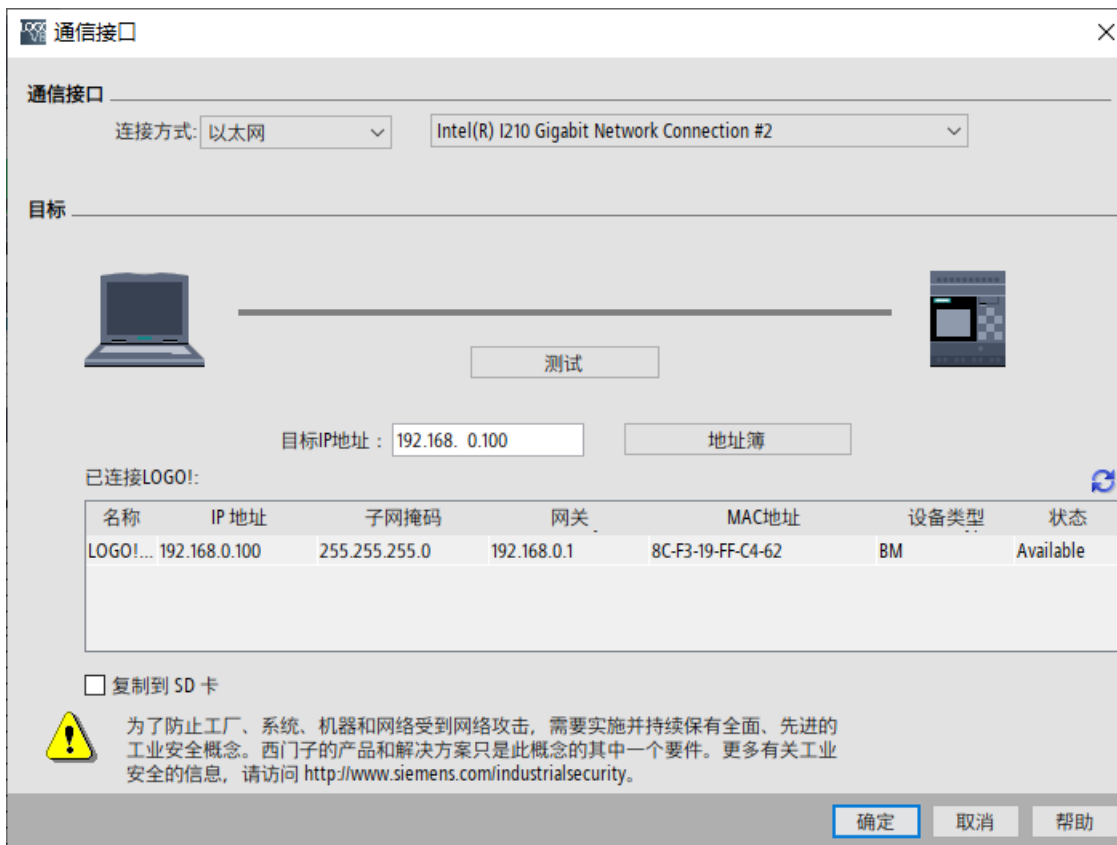 通信接口
通信接口
连接方式: 以太网 Intel(R) I210 Gigabit Network Connection #2
目标
测试
目标IP地址： 192.168. 0.100 地址簿
已连接LOGO!:
名称 IP 地址 子网掩码 网关 MAC地址 设备类型 状态
LOGO!... 192.168.0.100 255.255.255.0 192.168.0.1 8C-F3-19-FF-C4-62 BM Available
复制到 SD 卡
为了防止工厂、系统、机器和网络受到网络攻击，需要实施并持续保有全面、先进的
工业安全概念。西门子的产品和解决方案只是此概念的其中一个要件。更多有关工业
安全的信息，请访问 http://www.siemens.com/industrialsecurity。
确定 取消 帮助